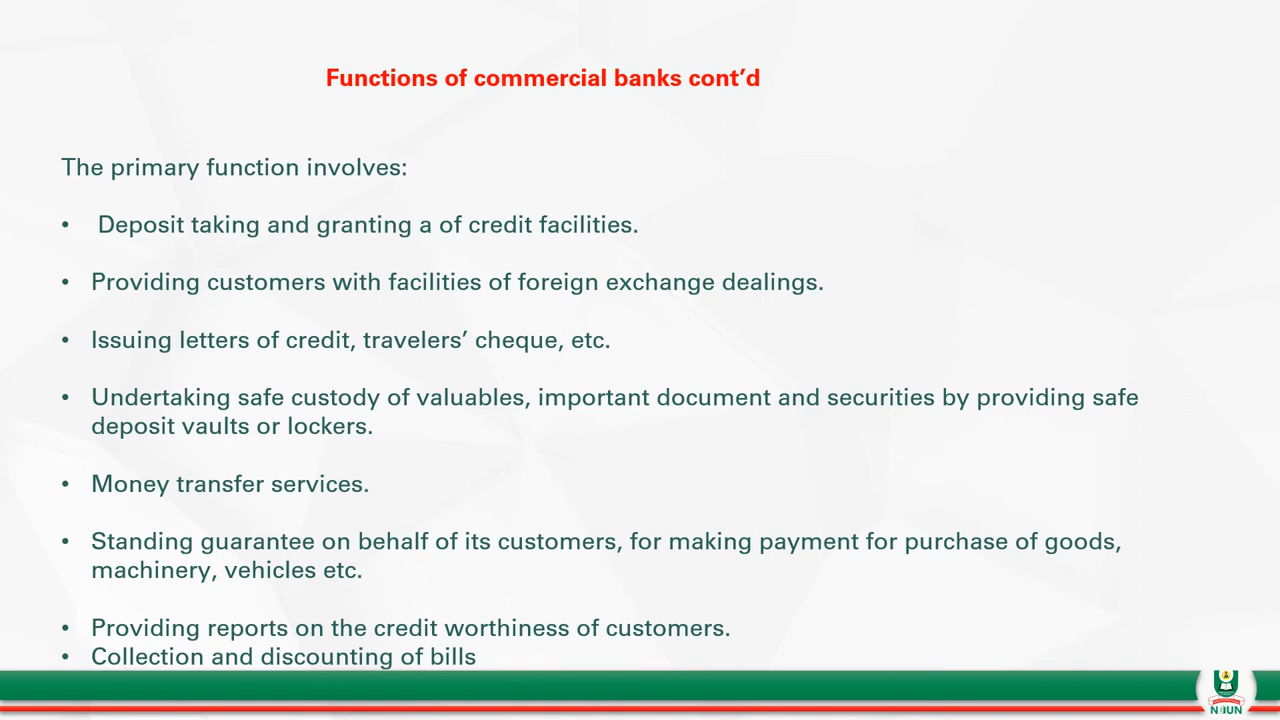 Functions of commercial banks cont’d
The primary function involves:
• Deposit taking and granting a of credit facilities.
• Providing customers with facilities of foreign exchange dealings.
• Issuing letters of credit, travelers’ cheque, etc.
• Undertaking safe custody of valuables, important document and securities by providing safe
deposit vaults or lockers.
• Money transfer services.
• Standing guarantee on behalf of its customers, for making payment for purchase of goods,
machinery, vehicles etc.
• Providing reports on the credit worthiness of customers.
• Collection and discounting of bills
NOUN